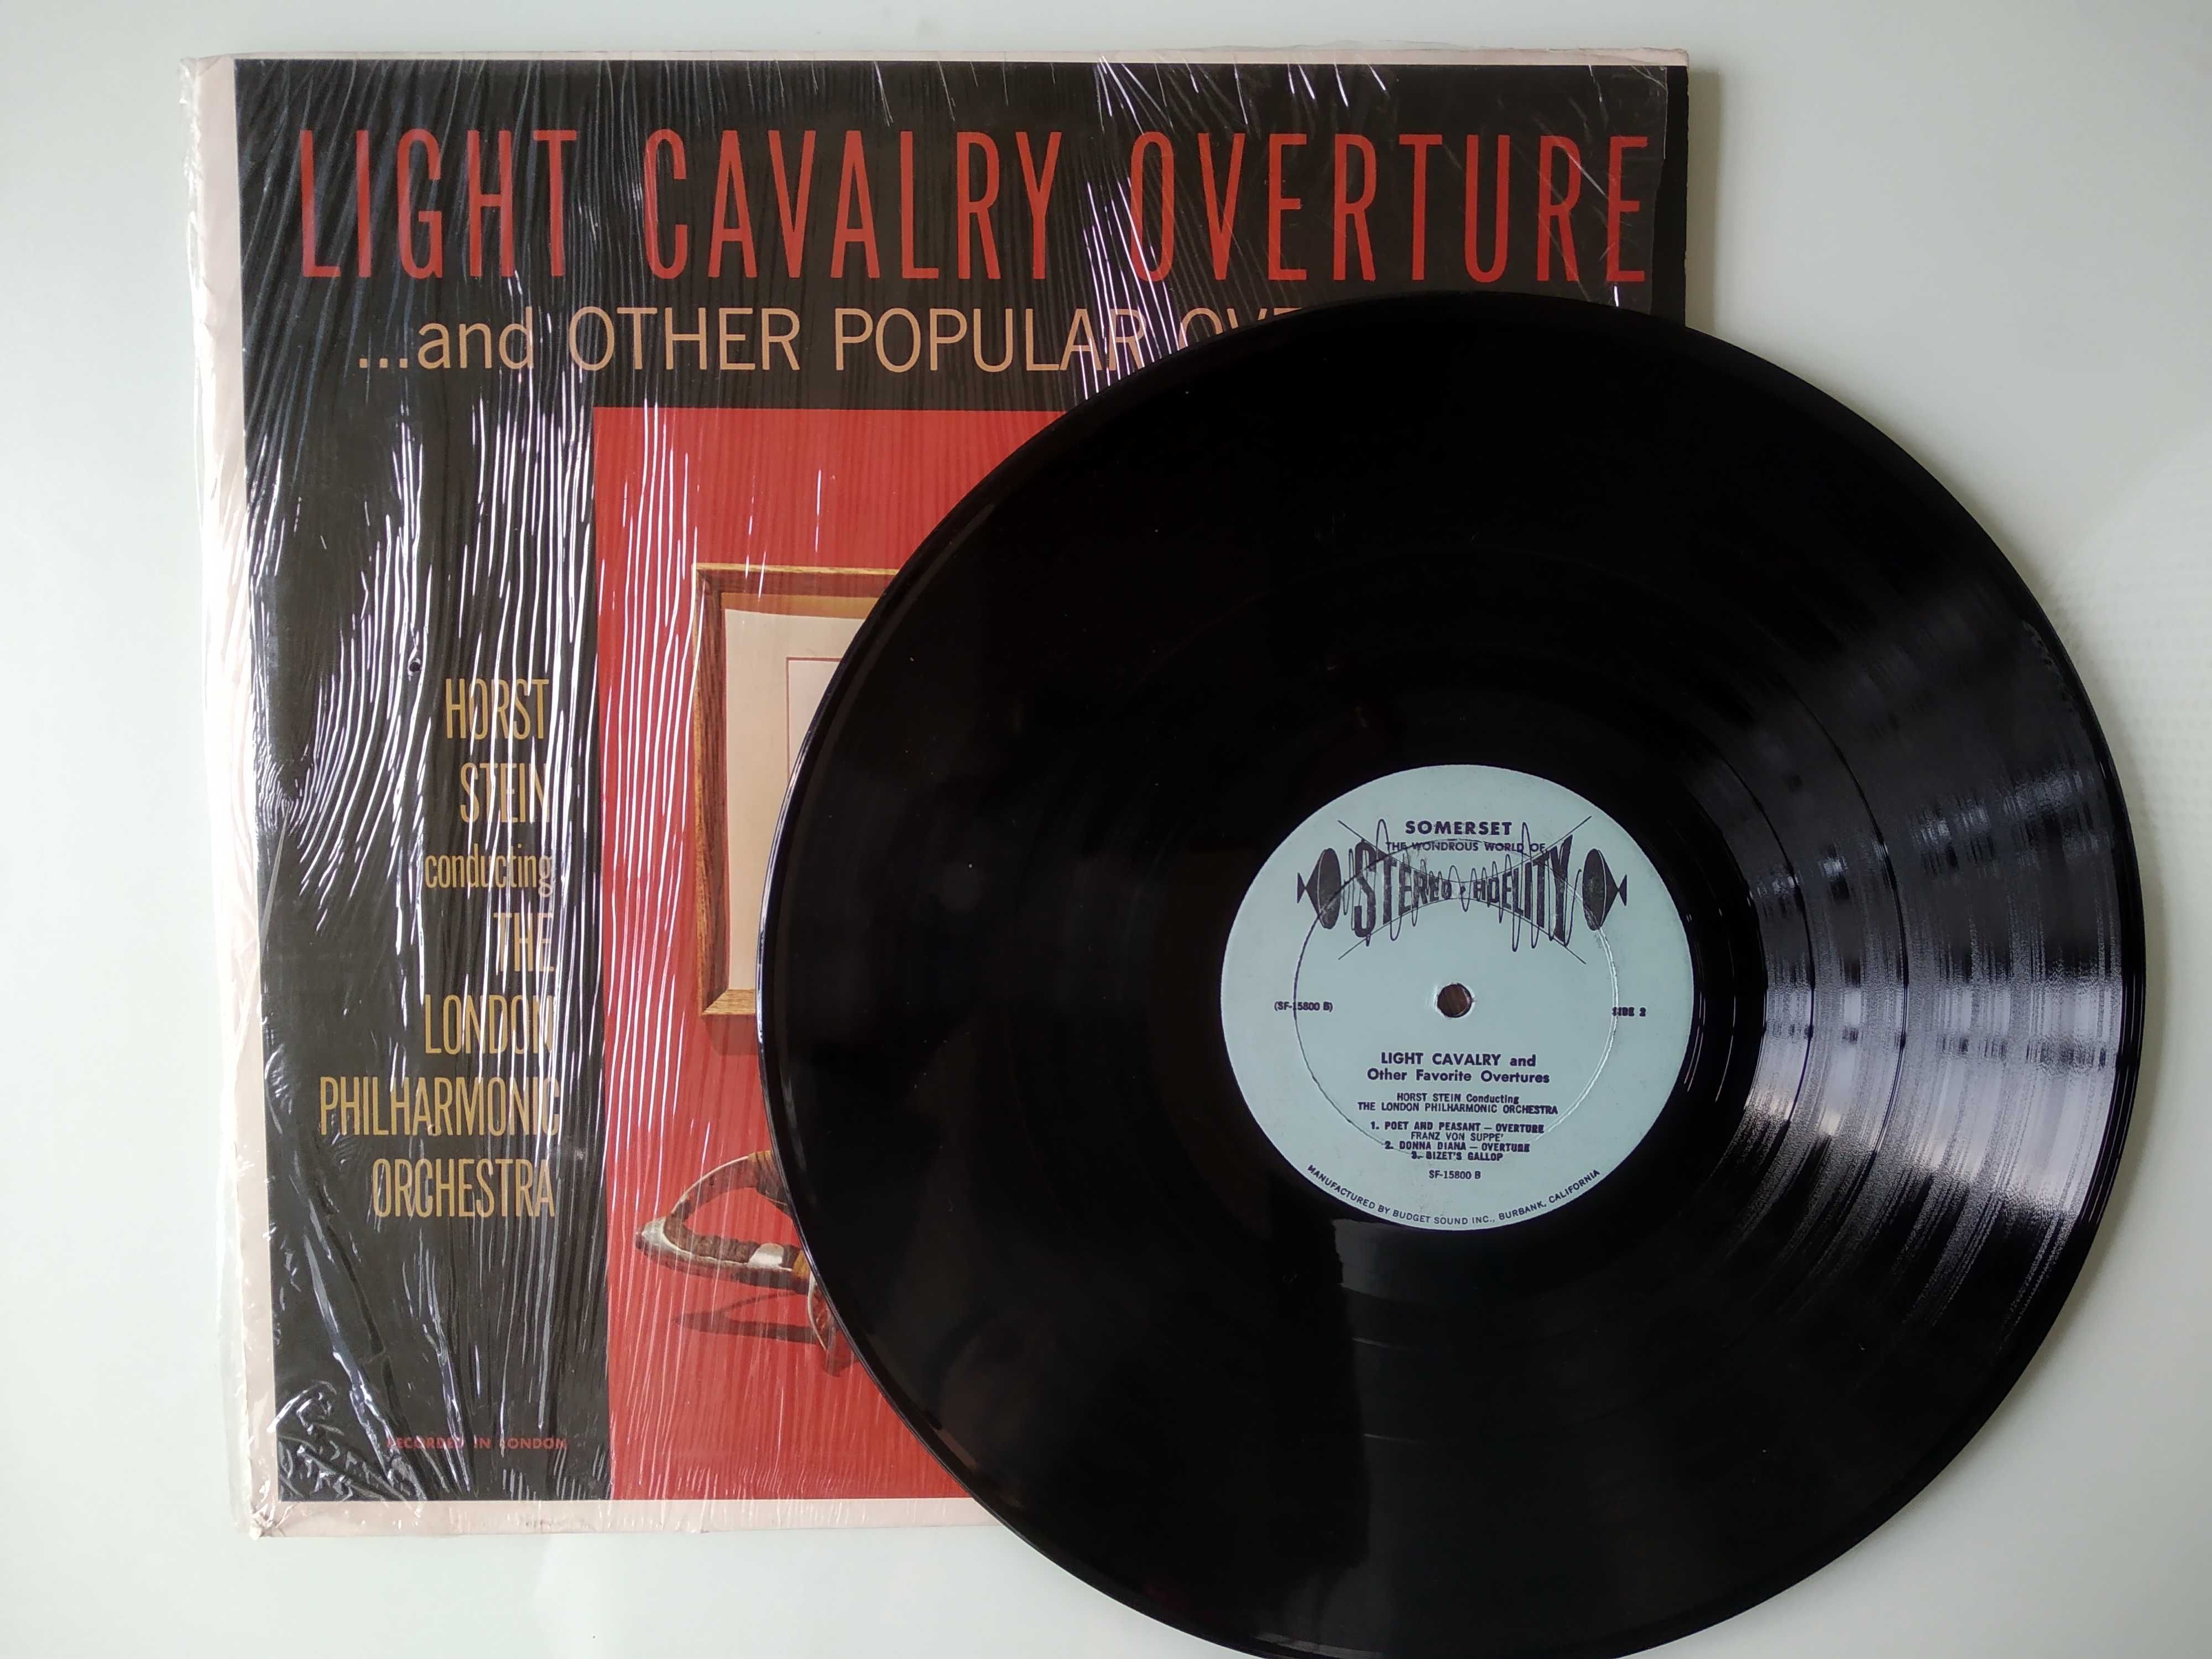 LIGHT CAVALRY OVERTURE
...and OTHER POPULAR
HORST
STEIN
conducting
THE
LONDON
PHILHARMONIC
ORCHESTRA
RECORDED IN LONDON
SOMERSET
THE WONDROUS WORLD OF
STEREO • FIDELITY
(SF-15800 B)
SIDE 2
LIGHT CAVALRY and
Other Favorite Overtures
HORST STEIN Conducting
THE LONDON PHILHARMONIC ORCHESTRA
1. POET AND PEASANT — OVERTURE
FRANZ VON SUPPE'
2. DONNA DIANA — OVERTURE
3. BIZET'S GALLOP
SF-15800 B
MANUFACTURED BY BUDGET SOUND INC., BURBANK, CALIFORNIA